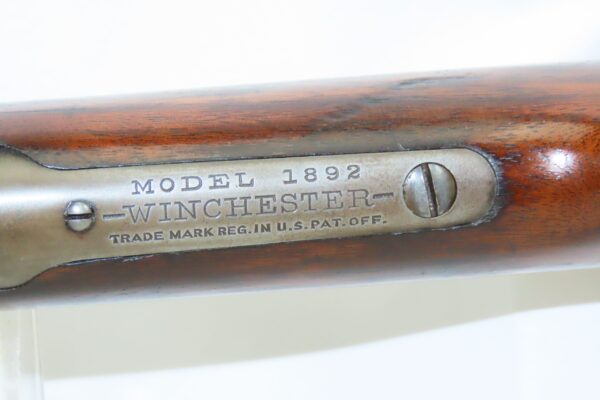 MODEL 1892
-WINCHESTER-
TRADE MARK REG. IN U.S. PAT. OFF.